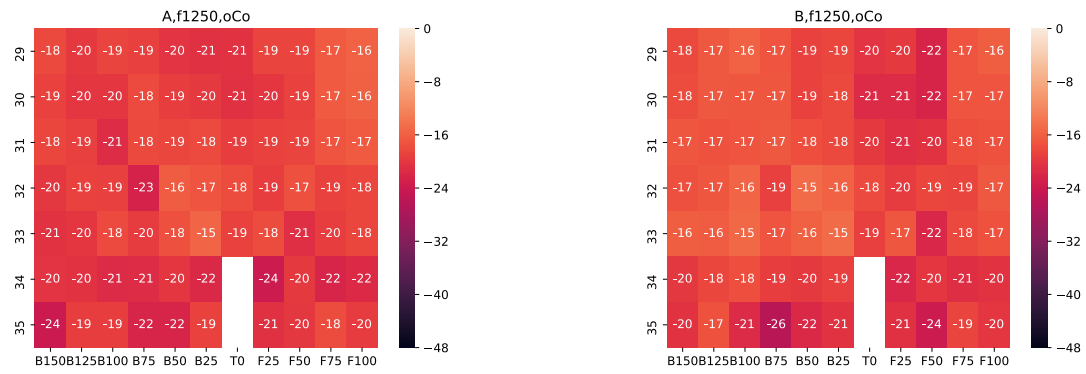 A,f1250,oCo
29 -18 -20 -19 -19 -20 -21 -21 -19 -19 -17 -16
30 -19 -20 -20 -18 -19 -20 -21 -20 -19 -17 -16
31 -18 -19 -21 -18 -19 -18 -19 -19 -19 -17 -17
32 -20 -19 -19 -23 -16 -17 -18 -19 -17 -19 -18
33 -21 -20 -18 -20 -18 -15 -19 -18 -21 -20 -18
34 -20 -20 -21 -21 -20 -22 -24 -20 -22 -22
35 -24 -19 -19 -22 -22 -19 -21 -20 -18 -20
B150 B125 B100 B75 B50 B25 T0 F25 F50 F75 F100
0
−8
−16
−24
−32
−40
−48
B,f1250,oCo
29 -18 -17 -16 -17 -19 -17 -20 -20 -22 -17 -16
30 -18 -17 -17 -17 -18 -18 -21 -21 -22 -17 -17
31 -17 -17 -17 -17 -18 -18 -20 -21 -20 -18 -17
32 -17 -17 -16 -19 -15 -16 -18 -20 -19 -19 -17
33 -16 -16 -15 -17 -16 -15 -19 -17 -22 -18 -17
34 -20 -18 -18 -19 -20 -19 -22 -20 -21 -20
35 -20 -17 -21 -26 -22 -21 -21 -24 -19 -20
B150 B125 B100 B75 B50 B25 T0 F25 F50 F75 F100
0
−8
−16
−24
−32
−40
−48